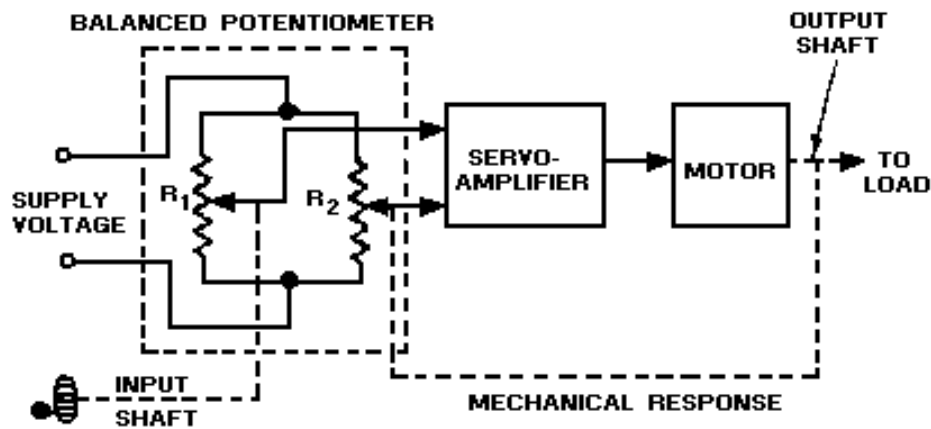 BALANCED POTENTIOMETER
OUTPUT
SHAFT
SUPPLY
VOLTAGE
R1
R2
SERVO-
AMPLIFIER
MOTOR
TO
LOAD
INPUT
SHAFT
MECHANICAL RESPONSE